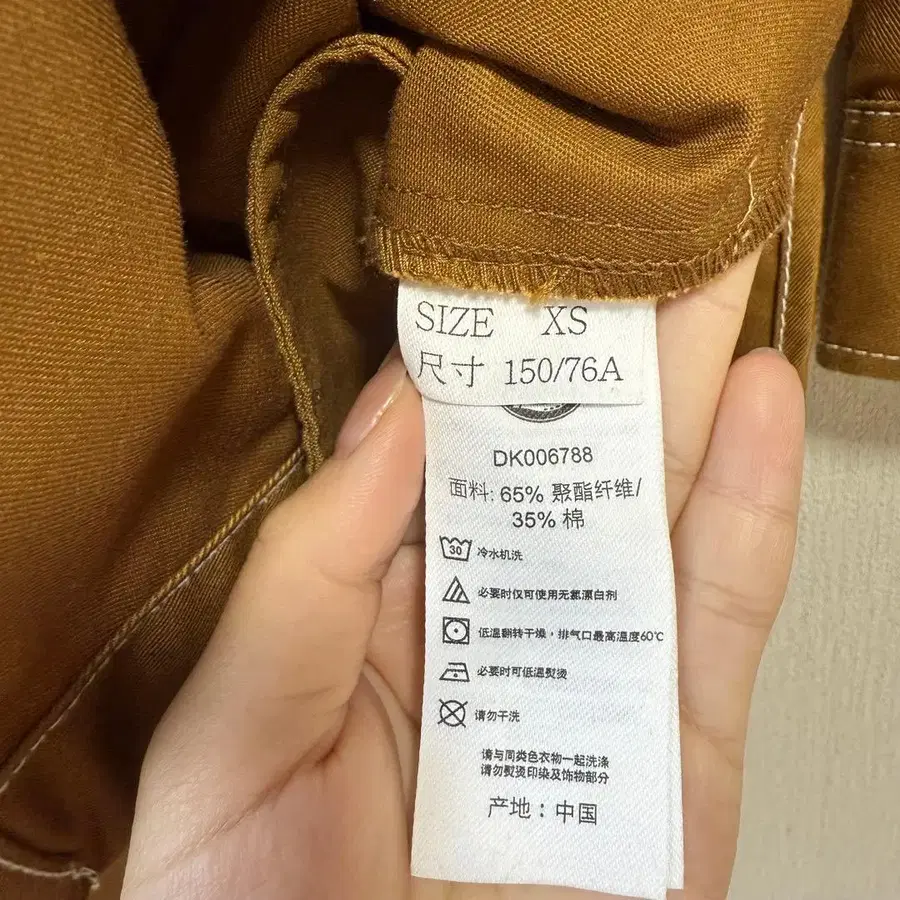 SIZE XS
尺寸 150/76A
DK006788
面料: 65% 聚酯纤维/
35% 棉
30 冷水机洗
必要时仅可使用无氯漂白剂
低温翻转干燥，排气口最高温度60℃
必要时可低温熨烫
请勿干洗
请与同类色衣物一起洗涤
请勿熨烫印染及饰物部分
产地：中国